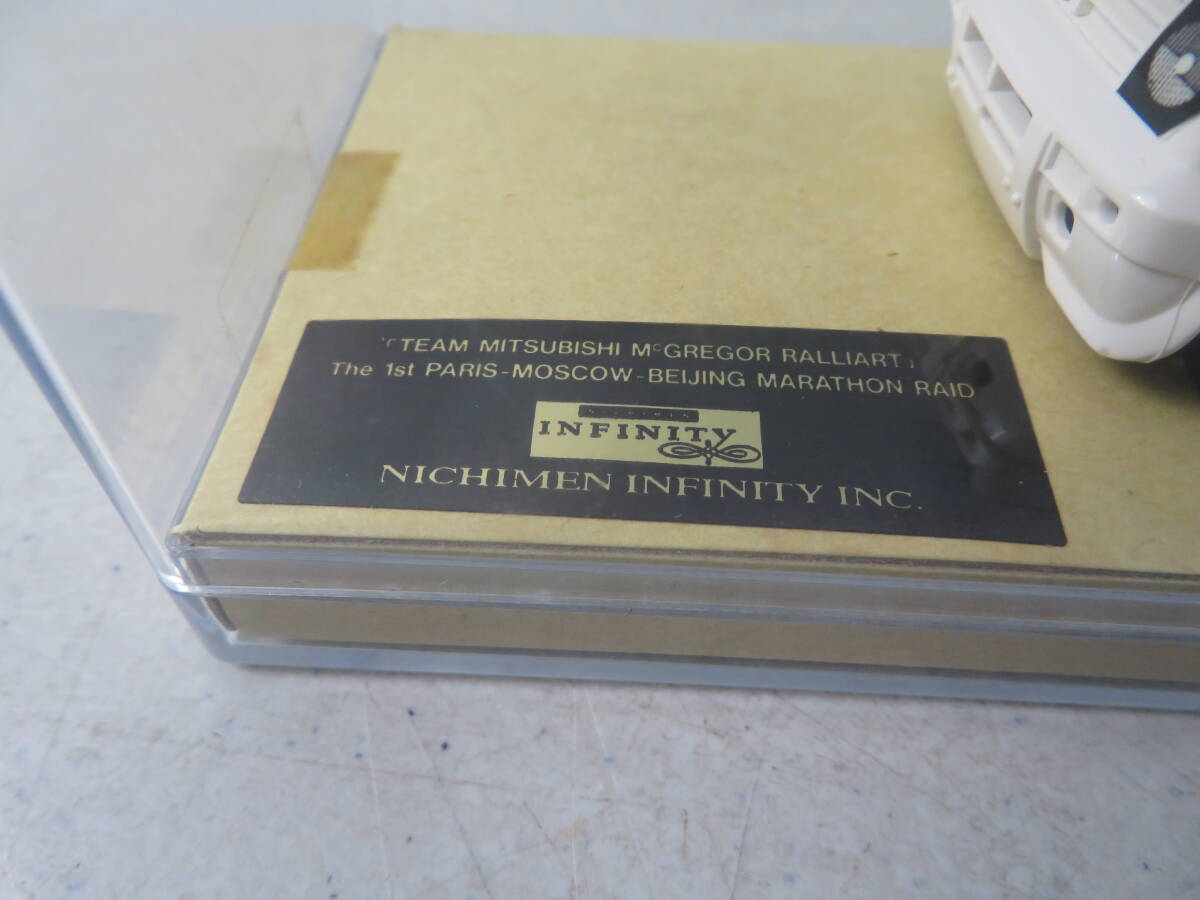 「TEAM MITSUBISHI McGREGOR RALLIART」
The 1st PARIS-MOSCOW-BEIJING MARATHON RAID
INFINITY
NICHIMEN INFINITY INC.